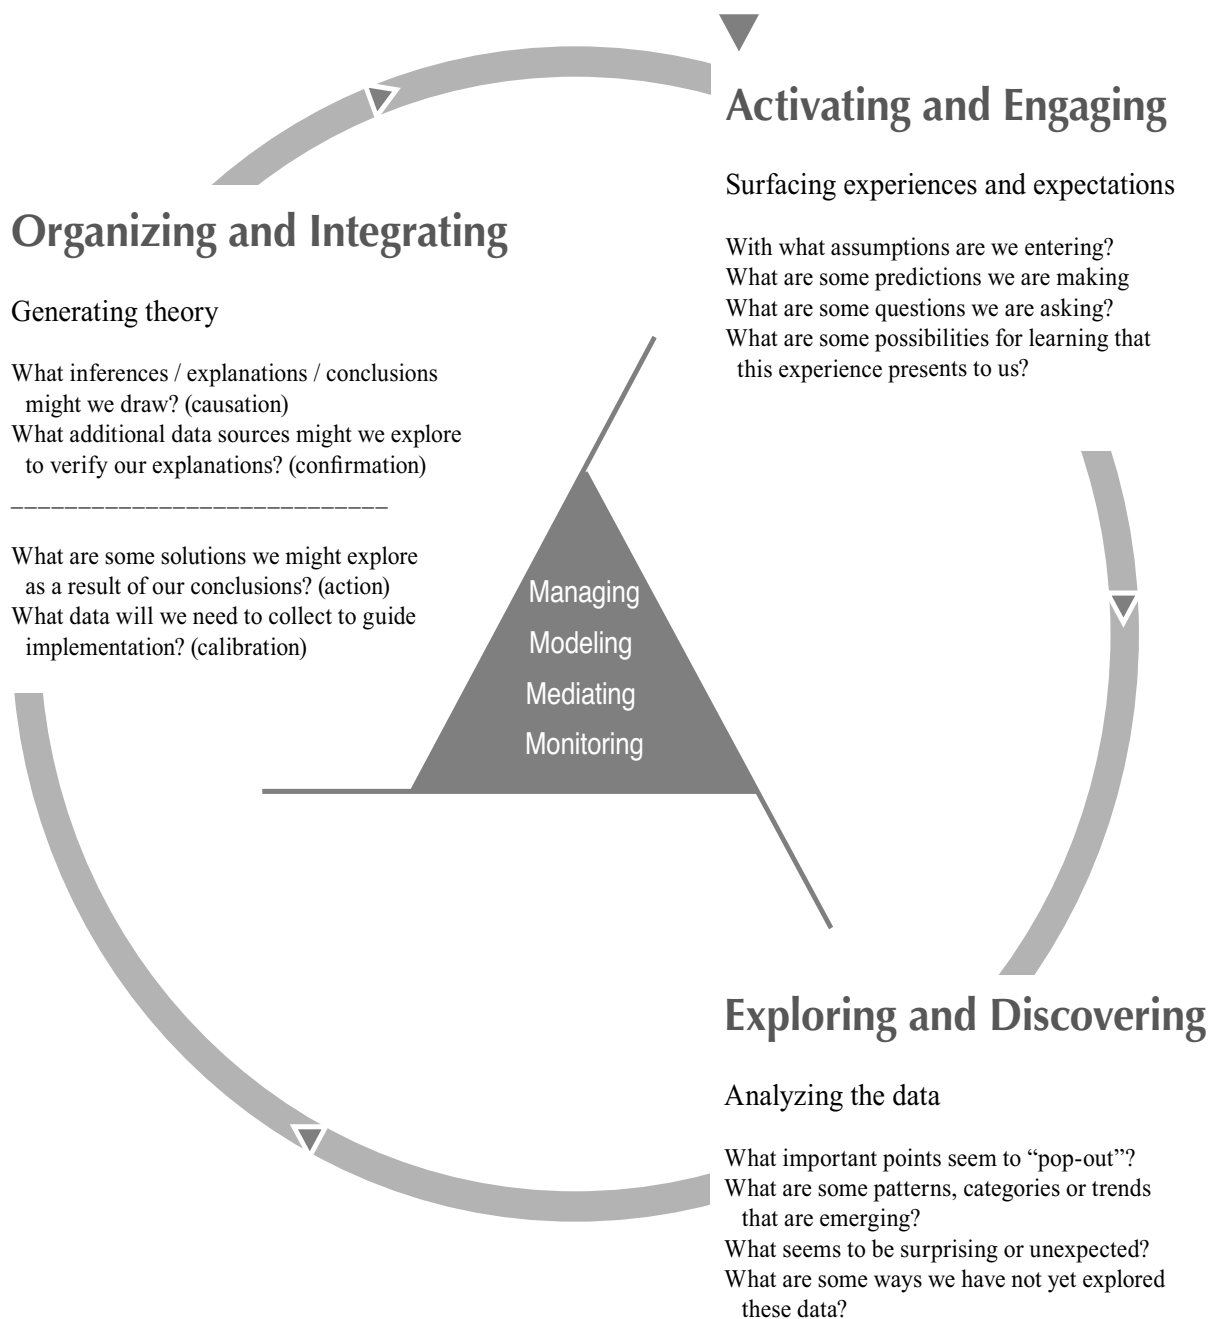 Activating and Engaging
Surfacing experiences and expectations
With what assumptions are we entering?
What are some predictions we are making
What are some questions we are asking?
What are some possibilities for learning that
this experience presents to us?
Organizing and Integrating
Generating theory
What inferences / explanations / conclusions
might we draw? (causation)
What additional data sources might we explore
to verify our explanations? (confirmation)
____________________________
What are some solutions we might explore
as a result of our conclusions? (action)
What data will we need to collect to guide
implementation? (calibration)
Managing
Modeling
Mediating
Monitoring
Exploring and Discovering
Analyzing the data
What important points seem to “pop-out”?
What are some patterns, categories or trends
that are emerging?
What seems to be surprising or unexpected?
What are some ways we have not yet explored
these data?